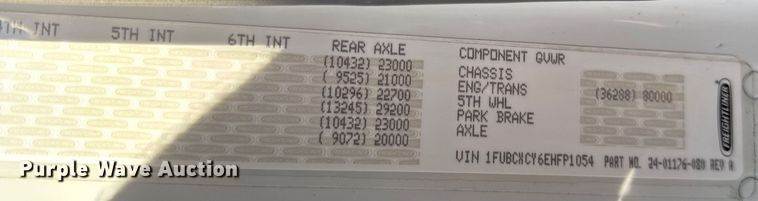 4TH INT 5TH INT 6TH INT REAR AXLE COMPONENT GVWR
(10432) 23000
( 9525) 21000
(10296) 22700
(13245) 29200
(10432) 23000
( 9072) 20000
CHASSIS
ENG/TRANS (36288) 80000
5TH WHL
PARK BRAKE
AXLE
VIN 1FUBCXCY6EHFP1054 PART NO. 24-01176-080 REV A
FREIGHTLINER
Purple Wave Auction